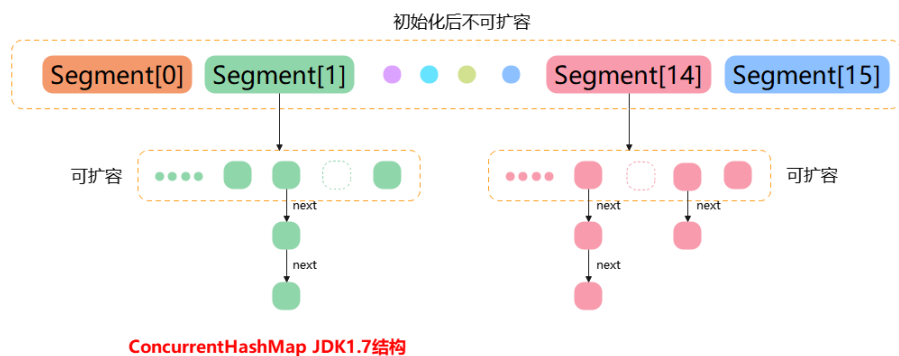 初始化后不可扩容
Segment[0]
Segment[1]
Segment[14]
Segment[15]
可扩容
可扩容
next
next
next
next
next
ConcurrentHashMap JDK1.7结构